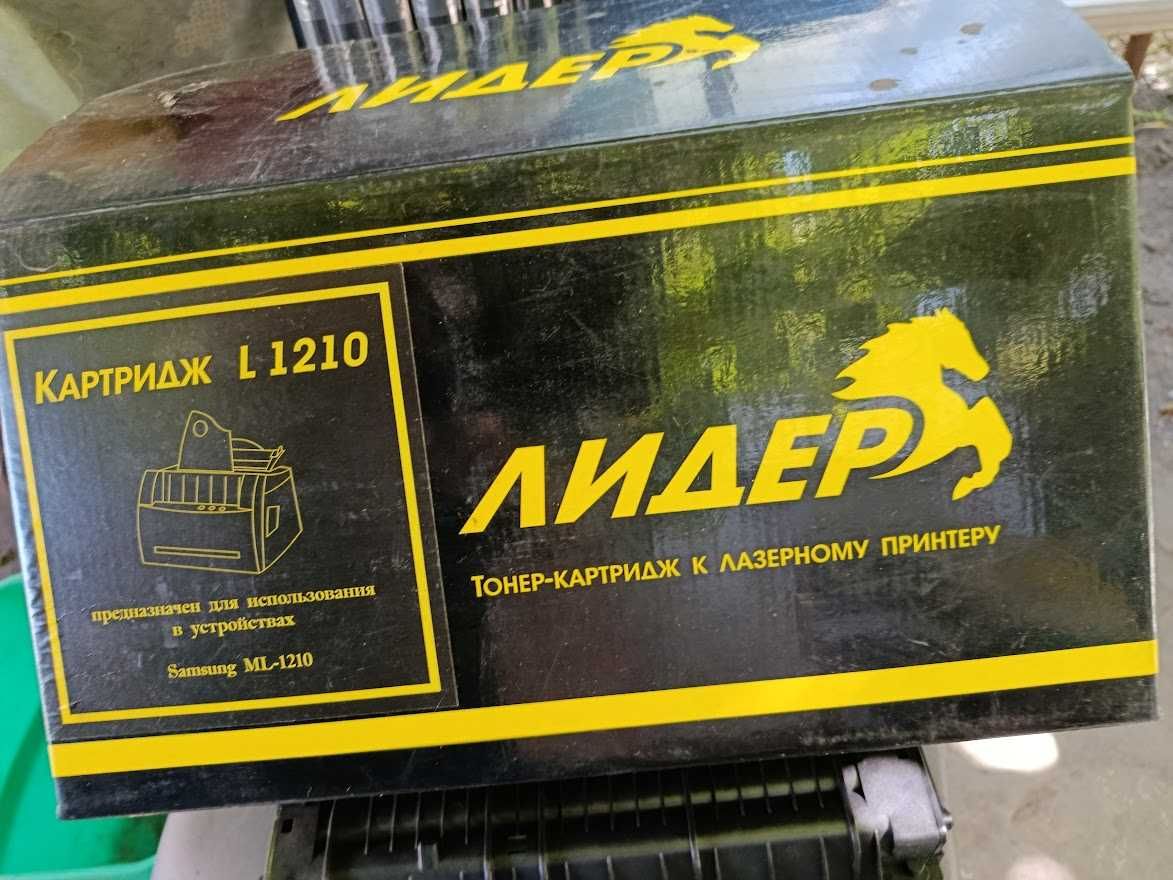 ЛИДЕР
КАРТРИДЖ L 1210
предназначен для использования
в устройствах
Samsung ML-1210
ЛИДЕР
ТОНЕР-КАРТРИДЖ К ЛАЗЕРНОМУ ПРИНТЕРУ